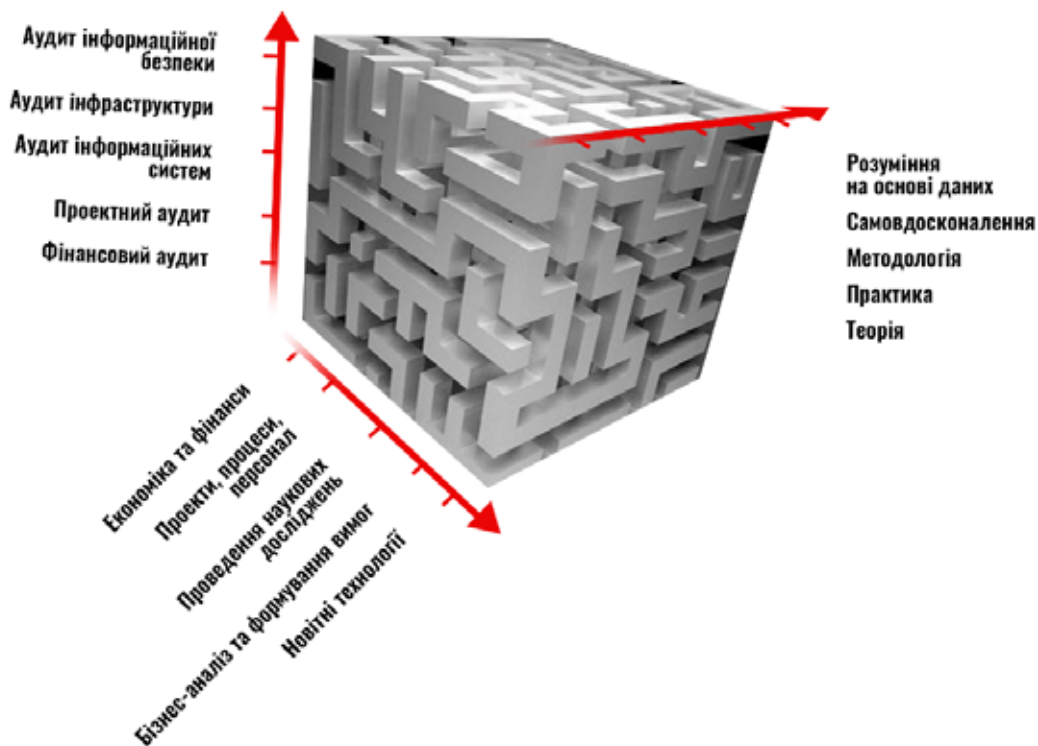 Аудит інформаційної
безпеки
Аудит інфраструктури
Аудит інформаційних
систем
Проектний аудит
Фінансовий аудит
Розуміння
на основі даних
Самовдосконалення
Методологія
Практика
Теорія
Економіка та фінанси
Проекти, процеси,
персонал
Проведення наукових
досліджень
Бізнес-аналіз та формування вимог
Новітні технології